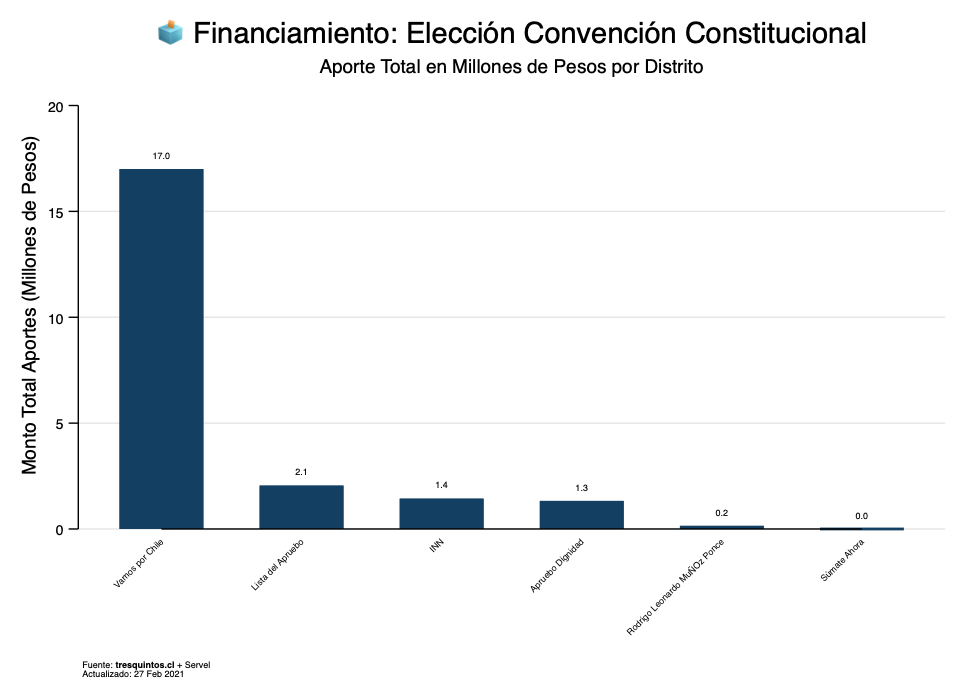 Financiamiento: Elección Convención Constitucional
Aporte Total en Millones de Pesos por Distrito
Monto Total Aportes (Millones de Pesos)
20
15
10
5
0
17.0
2.1
1.4
1.3
0.2
0.0
Vamos por Chile
Lista del Apruebo
INN
Apruebo Dignidad
Rodrigo Leonardo MuÑOz Ponce
Súmate Ahora
Fuente: tresquintos.cl + Servel
Actualizado: 27 Feb 2021